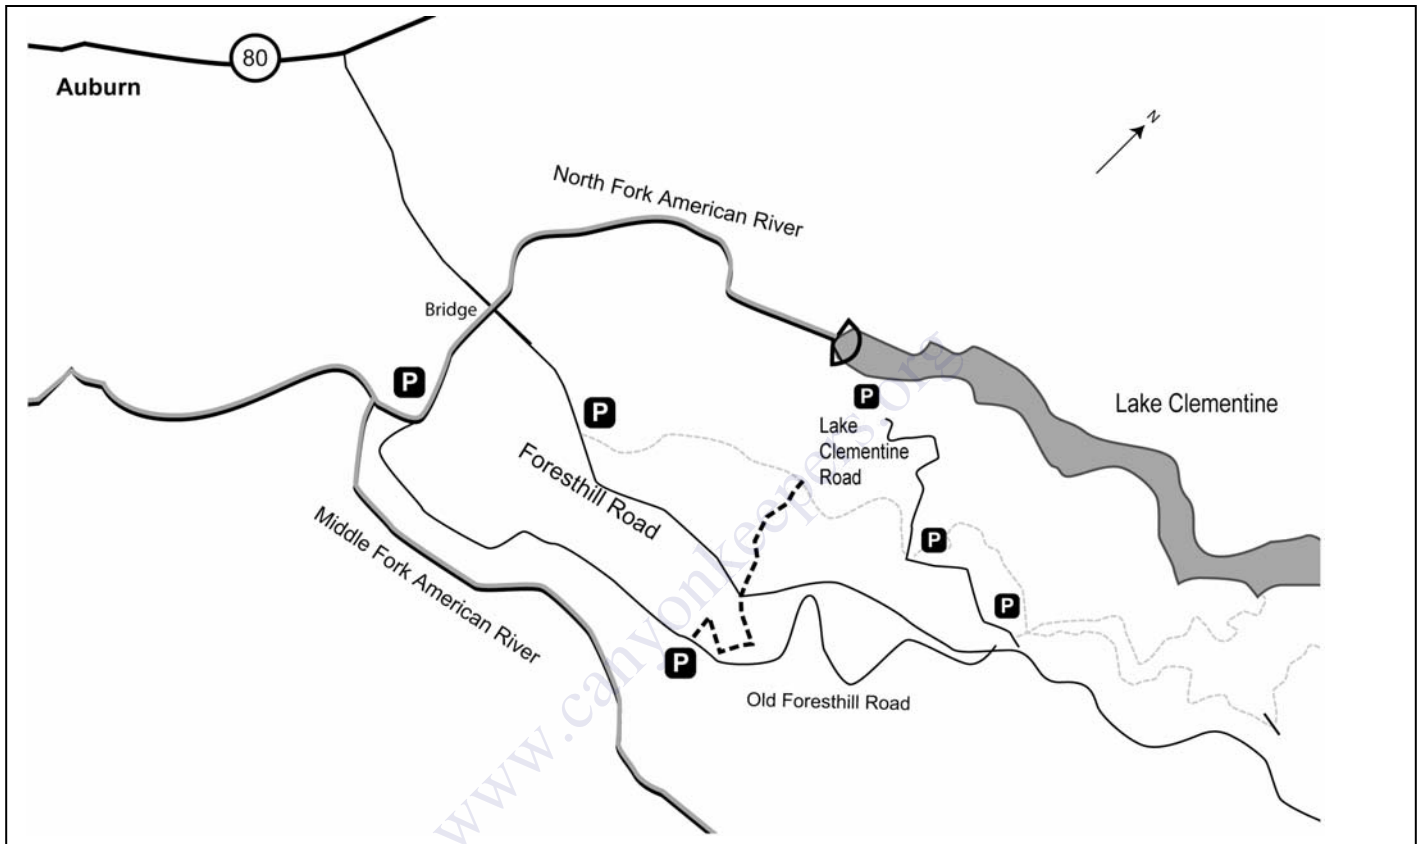 80
Auburn
N
North Fork American River
Bridge
P
P
P
Lake Clementine
Lake
Clementine
Road
Foresthill Road
Middle Fork American River
P
P
P
Old Foresthill Road
www.canyonkeepers.org